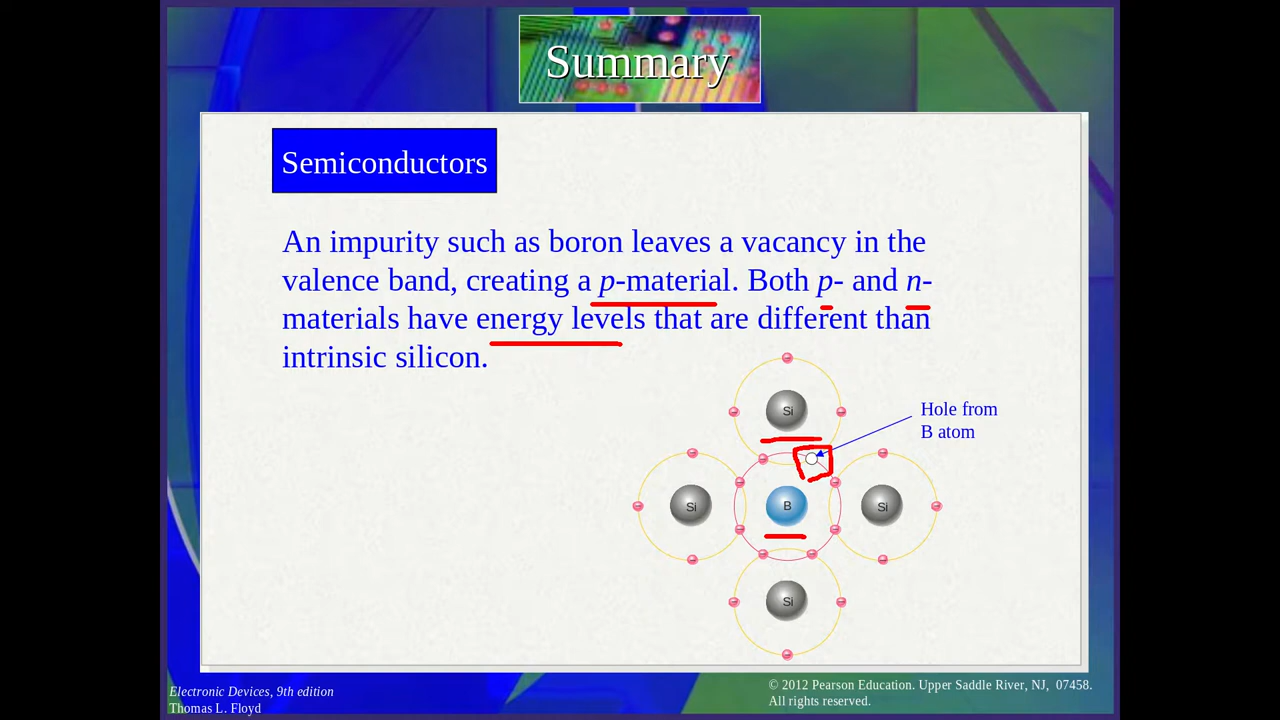 Summary
Semiconductors
An impurity such as boron leaves a vacancy in the
valence band, creating a p-material. Both p- and n-
materials have energy levels that are different than
intrinsic silicon.
Si
Hole from
B atom
Si
B
Si
Si
Electronic Devices, 9th edition
Thomas L. Floyd
© 2012 Pearson Education. Upper Saddle River, NJ, 07458.
All rights reserved.